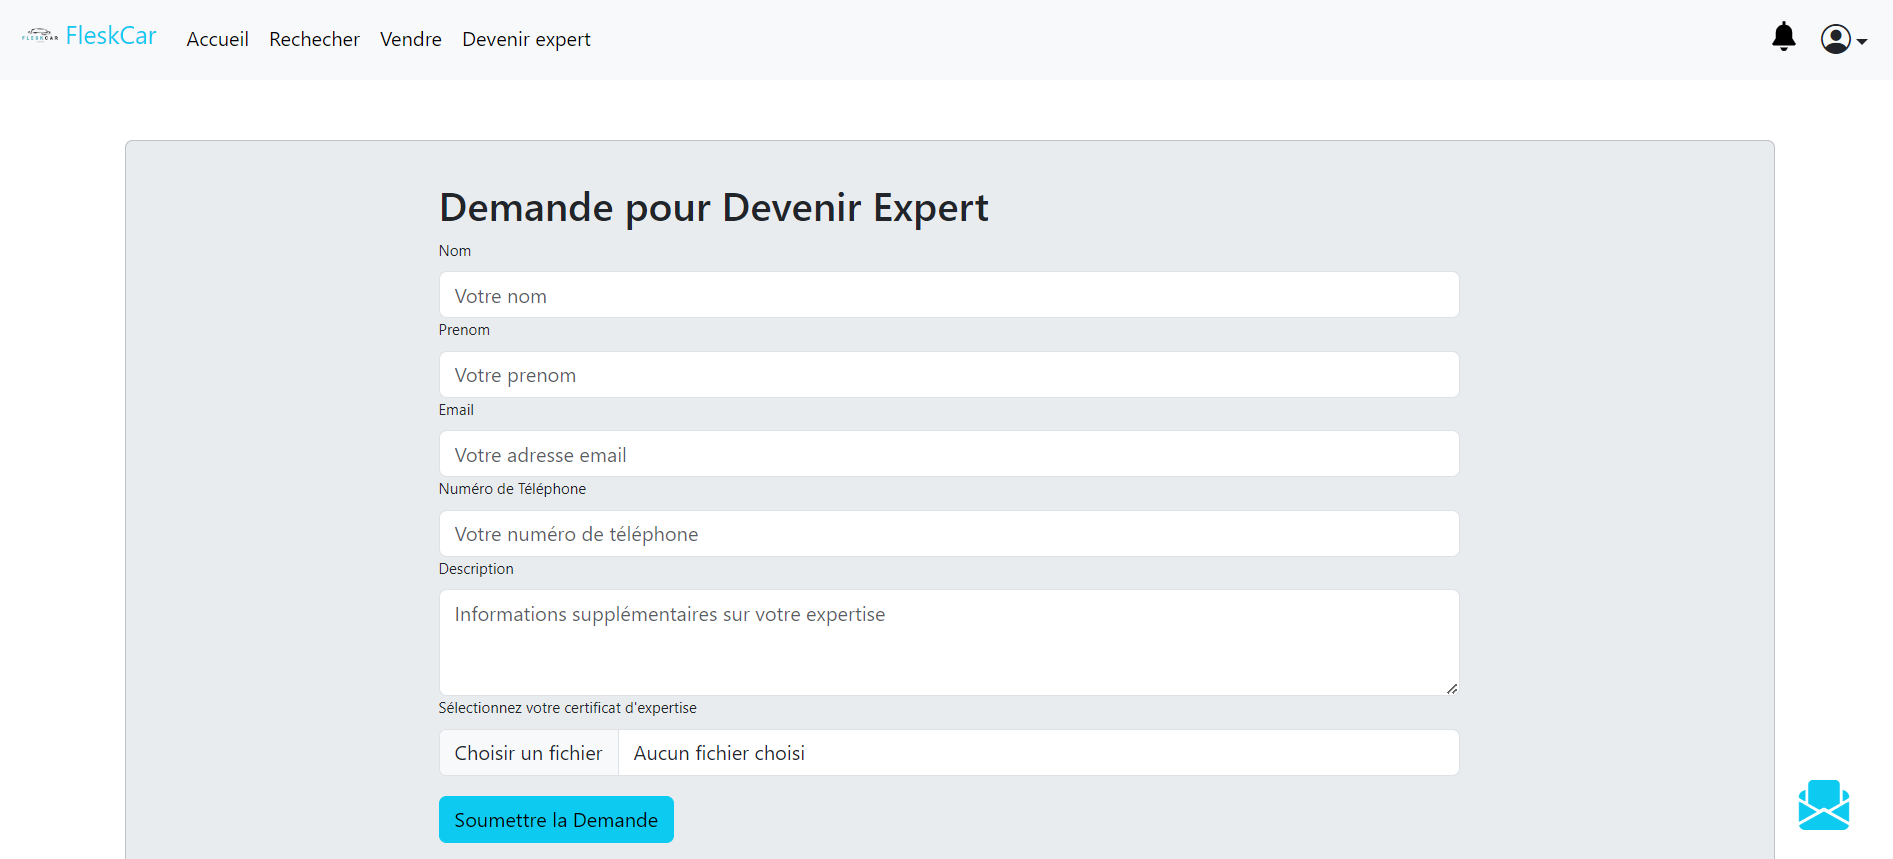 FLESKCAR FleskCar Accueil Rechecher Vendre Devenir expert
Demande pour Devenir Expert
Nom
Votre nom
Prenom
Votre prenom
Email
Votre adresse email
Numéro de Téléphone
Votre numéro de téléphone
Description
Informations supplémentaires sur votre expertise
Sélectionnez votre certificat d'expertise
Choisir un fichier Aucun fichier choisi
Soumettre la Demande